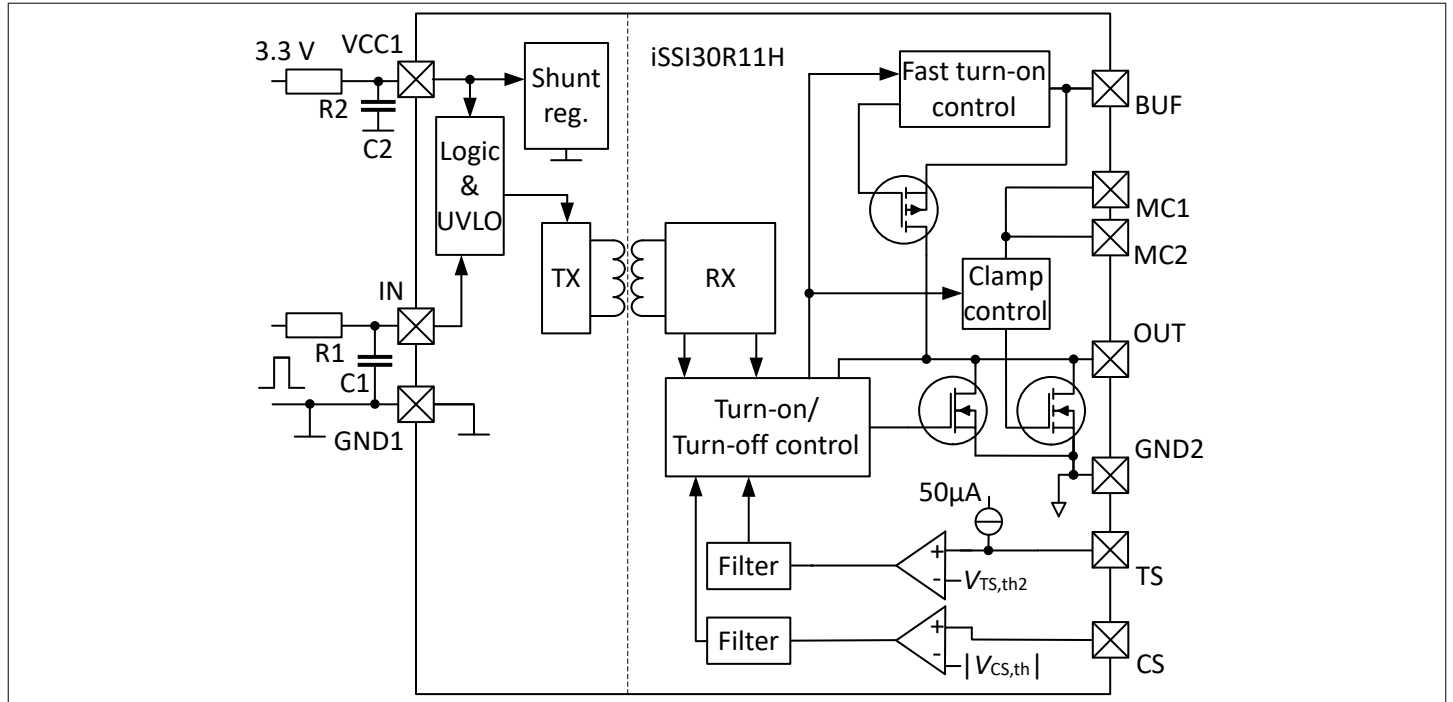 3.3 V
VCC1
R2
C2
Shunt
reg.
Logic
&
UVLO
TX
IN
R1
C1
GND1
iSSI30R11H
RX
Fast turn-on
control
BUF
MC1
MC2
Clamp
control
OUT
Turn-on/
Turn-off control
GND2
50µA
Filter
+
-
VTS,th2
TS
Filter
+
-
|VCS,th|
CS